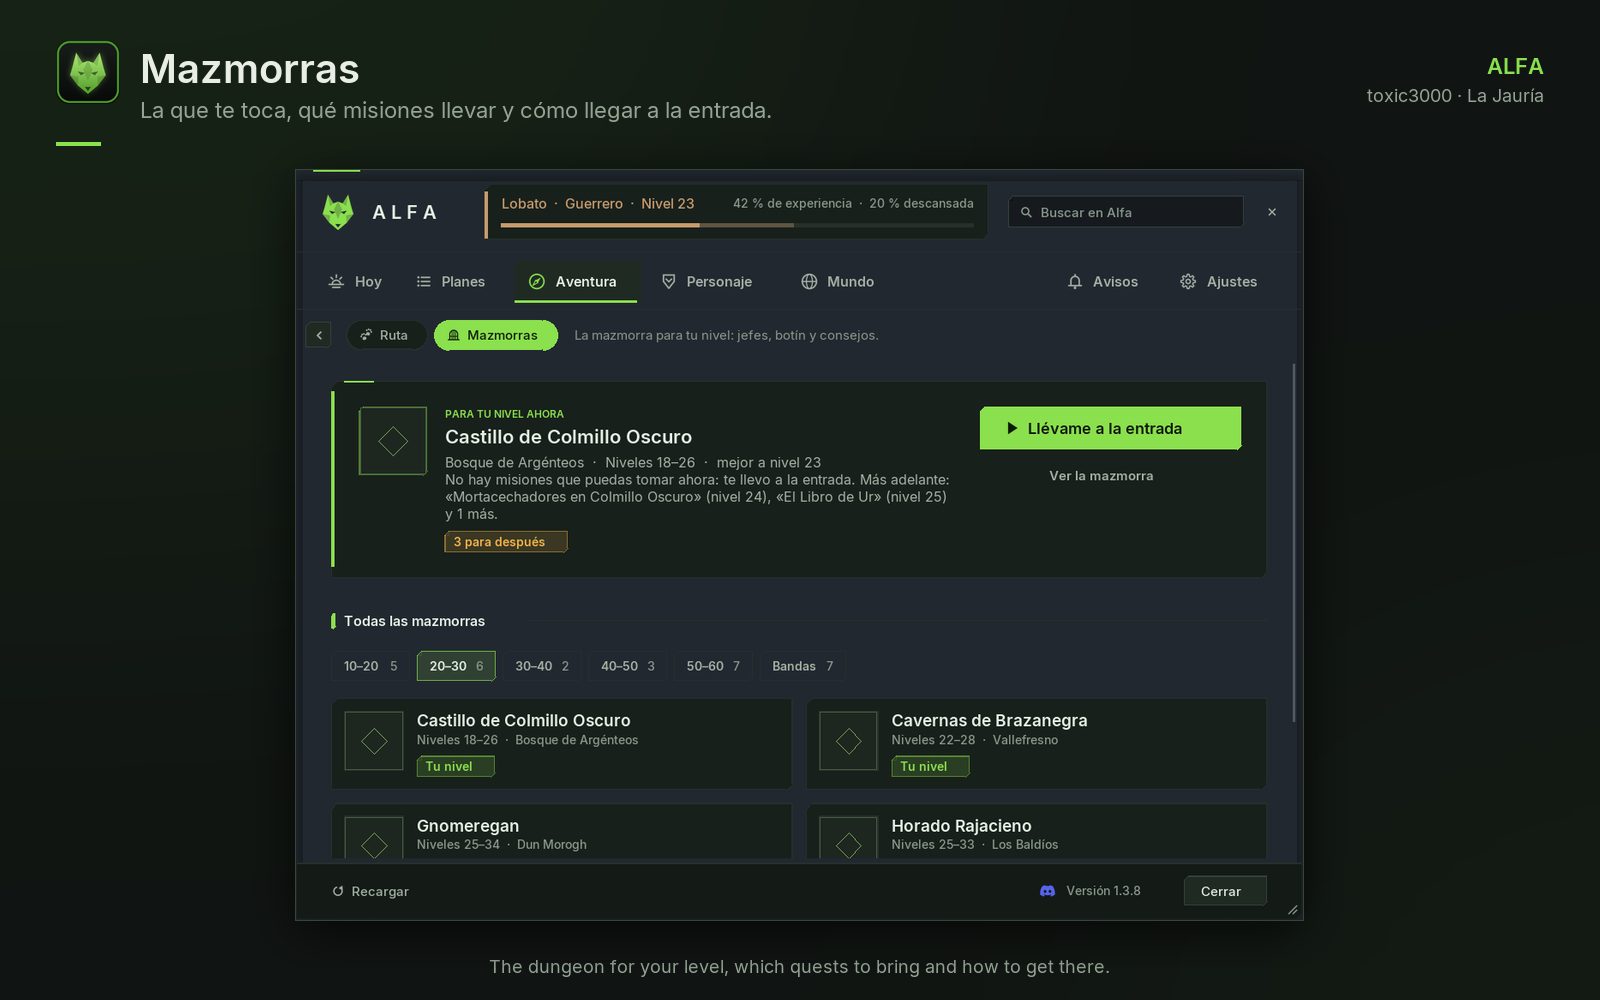 Mazmorras
La que te toca, qué misiones llevar y cómo llegar a la entrada.
ALFA
toxic3000 · La Jauría
ALFA
Lobato · Guerrero · Nivel 23
42 % de experiencia · 20 % descansada
Buscar en Alfa
×
Hoy
Planes
Aventura
Personaje
Mundo
Avisos
Ajustes
Ruta
Mazmorras
La mazmorra para tu nivel: jefes, botín y consejos.
PARA TU NIVEL AHORA
Castillo de Colmillo Oscuro
Bosque de Argénteos · Niveles 18–26 · mejor a nivel 23
No hay misiones que puedas tomar ahora: te llevo a la entrada. Más adelante:
«Mortacechadores en Colmillo Oscuro» (nivel 24), «El Libro de Ur» (nivel 25)
y 1 más.
3 para después
Llévame a la entrada
Ver la mazmorra
Todas las mazmorras
10–20 5
20–30 6
30–40 2
40–50 3
50–60 7
Bandas 7
Castillo de Colmillo Oscuro
Niveles 18–26 · Bosque de Argénteos
Tu nivel
Cavernas de Brazanegra
Niveles 22–28 · Vallefresno
Tu nivel
Gnomeregan
Niveles 25–34 · Dun Morogh
Horado Rajacieno
Niveles 25–33 · Los Baldíos
Recargar
Versión 1.3.8
Cerrar
The dungeon for your level, which quests to bring and how to get there.